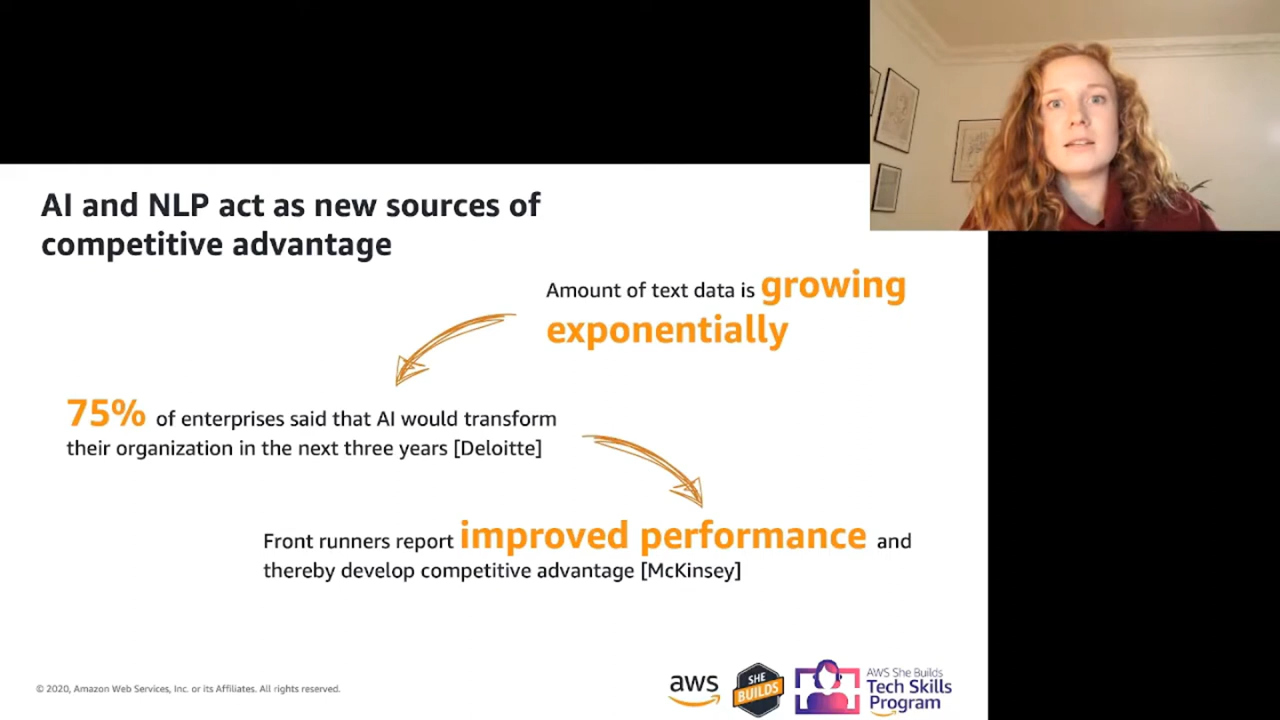 AI and NLP act as new sources of
competitive advantage
Amount of text data is growing
exponentially
75% of enterprises said that AI would transform
their organization in the next three years [Deloitte]
Front runners report improved performance and
thereby develop competitive advantage [McKinsey]
© 2020, Amazon Web Services, Inc. or its Affiliates. All rights reserved.
aws
SHE
BUILDS
AWS She Builds
Tech Skills
Program